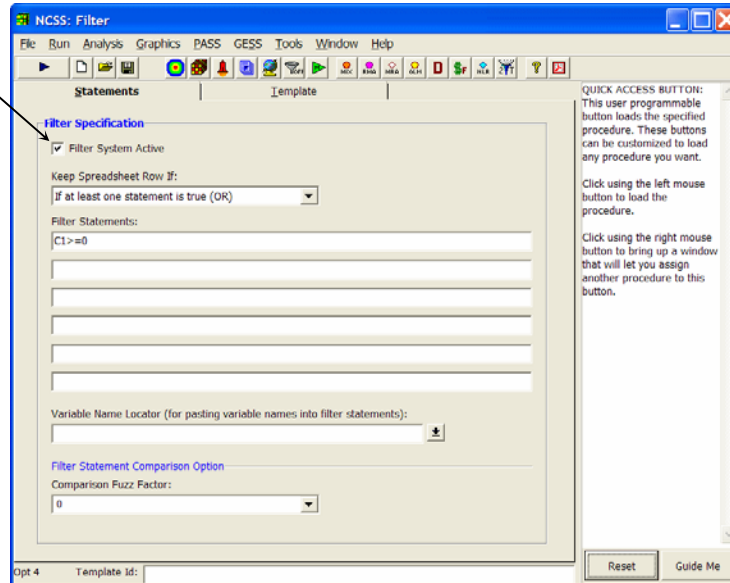 NCSS: Filter
File Run Analysis Graphics PASS GESS Tools Window Help
Statements
Template
Filter Specification
Filter System Active
Keep Spreadsheet Row If:
If at least one statement is true (OR)
Filter Statements:
C1>=0
Variable Name Locator (for pasting variable names into filter statements):
Filter Statement Comparison Option
Comparison Fuzz Factor:
0
Opt 4
Template Id:
QUICK ACCESS BUTTON:
This user programmable
button loads the specified
procedure. These buttons
can be customized to load
any procedure you want.
Click using the left mouse
button to load the
procedure.
Click using the right mouse
button to bring up a window
that will let you assign
another procedure to this
button.
Reset
Guide Me